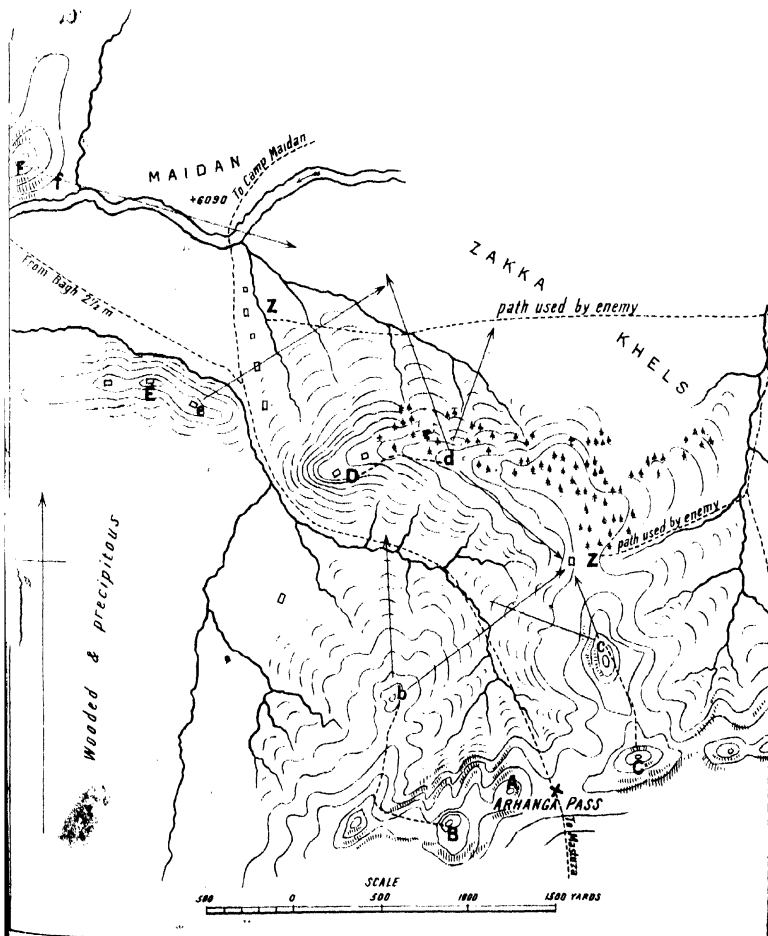 MAIDAN
+6090
To Camp Maidan
F
f
ZAKKA
KHELS
From Bagh 2½ m
path used by enemy
Z
E
e
D
d
path used by enemy
Z
Wooded & precipitous
b
c
A
C
ARHANGA PASS
B
To Mastura
SCALE
500 0 500 1000 1500 YARDS